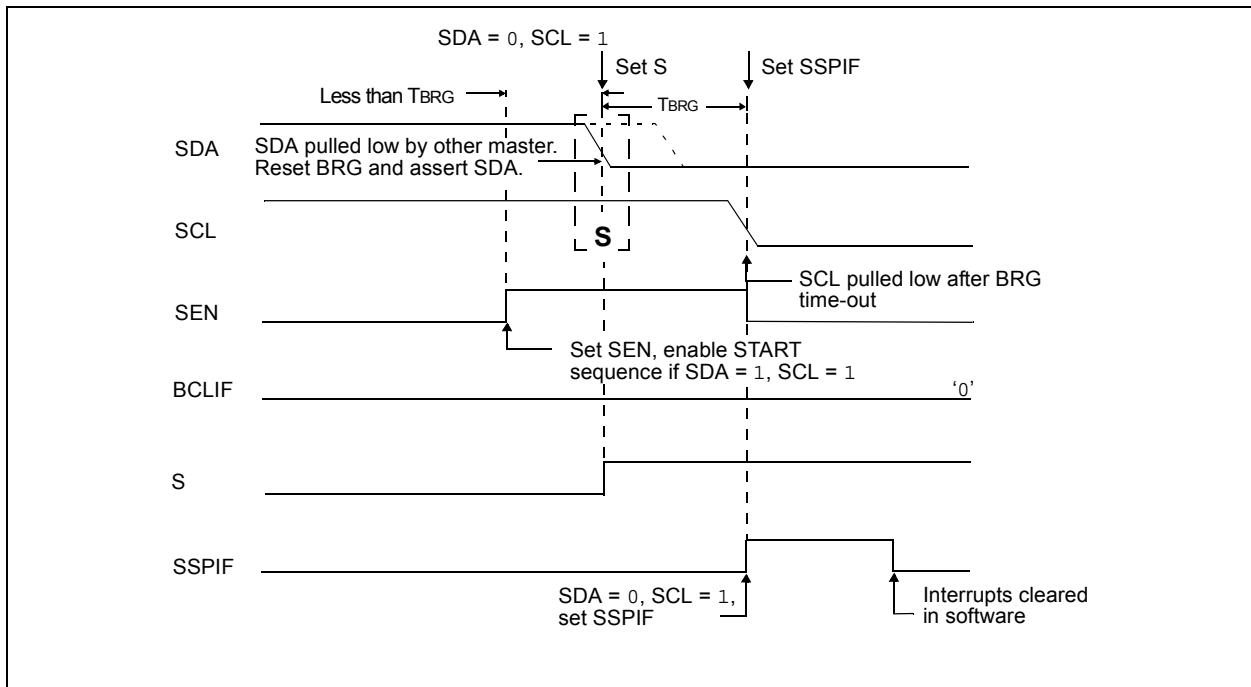 SDA = 0, SCL = 1
Set S
Set SSPIF
Less than TBRG
TBRG
SDA
SDA pulled low by other master.
Reset BRG and assert SDA.
SCL
S
SCL pulled low after BRG
time-out
SEN
Set SEN, enable START
sequence if SDA = 1, SCL = 1
BCLIF
‘0’
S
SSPIF
SDA = 0, SCL = 1,
set SSPIF
Interrupts cleared
in software